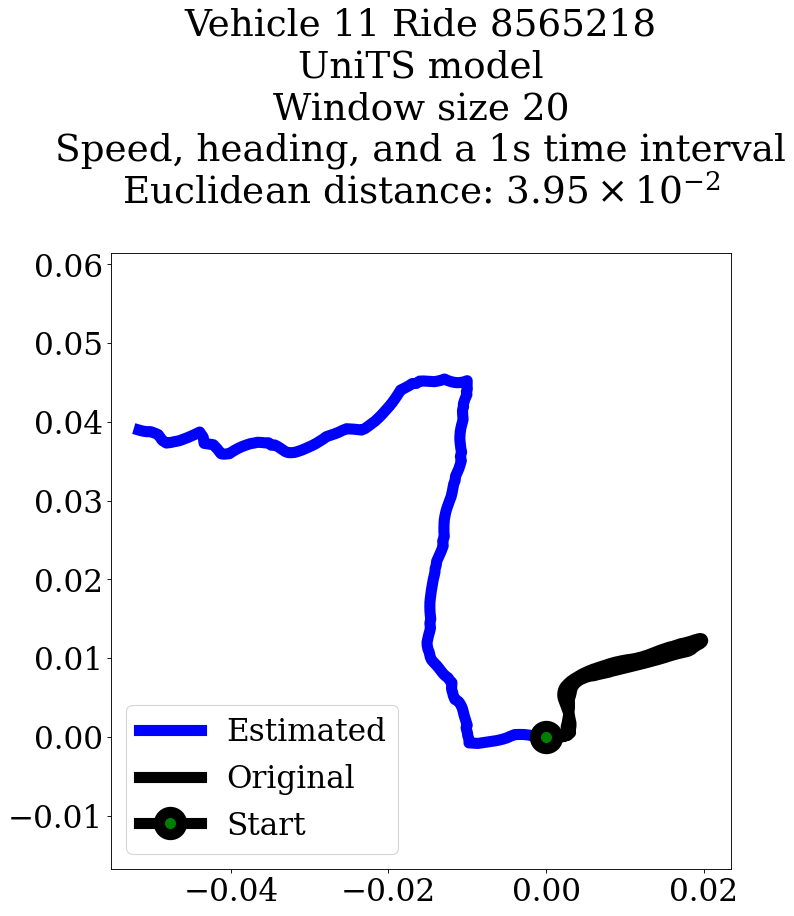 Vehicle 11 Ride 8565218
UniTS model
Window size 20
Speed, heading, and a 1s time interval
Euclidean distance: 3.95 × 10⁻²
0.06
0.05
0.04
0.03
0.02
0.01
0.00
−0.01
Estimated
Original
Start
−0.04 −0.02 0.00 0.02